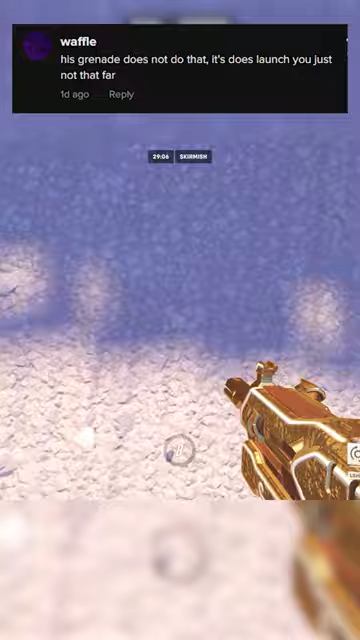 waffle
his grenade does not do that, it's does launch you just
not that far
1d ago Reply
29:06 SKIRMISH